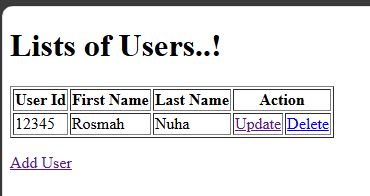 Lists of Users..!
User Id First Name Last Name Action
12345 Rosmah Nuha Update Delete
Add User